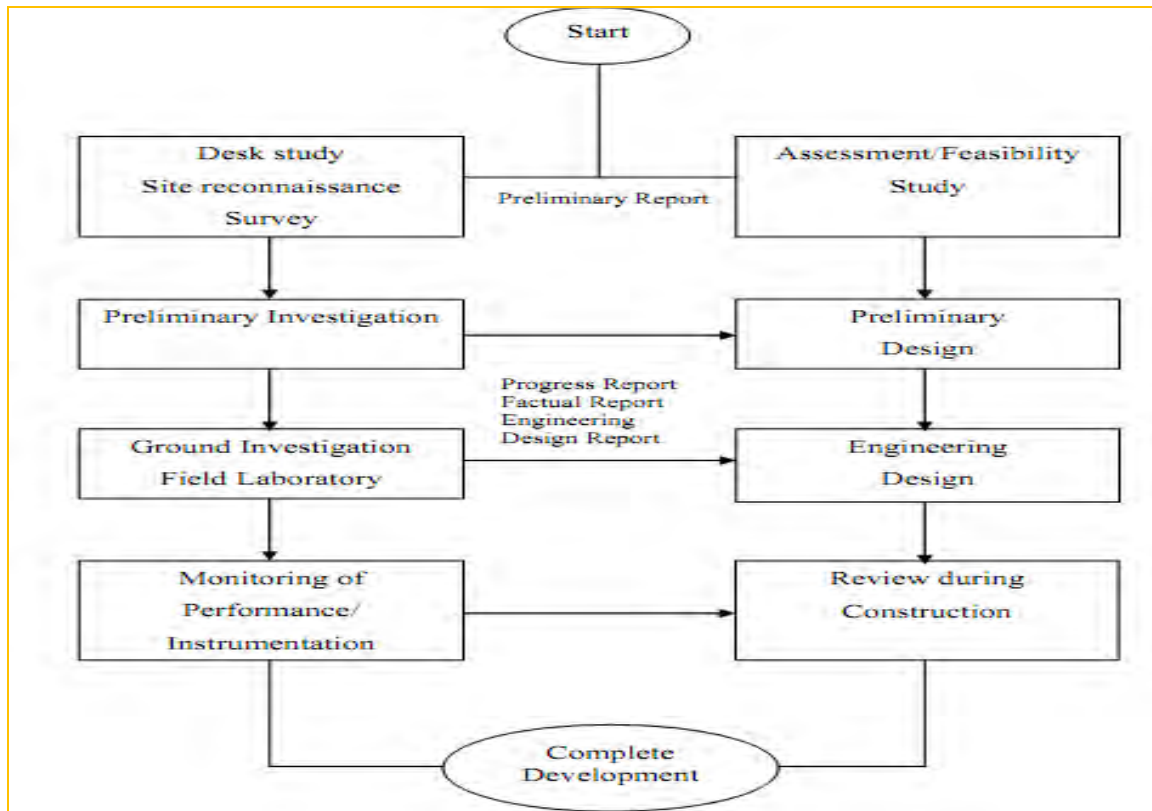 Start
Desk study
Site reconnaissance
Survey
Preliminary Report
Assessment/Feasibility
Study
Preliminary Investigation
Preliminary
Design
Progress Report
Factual Report
Engineering
Design Report
Ground Investigation
Field Laboratory
Engineering
Design
Monitoring of
Performance/
Instrumentation
Review during
Construction
Complete
Development